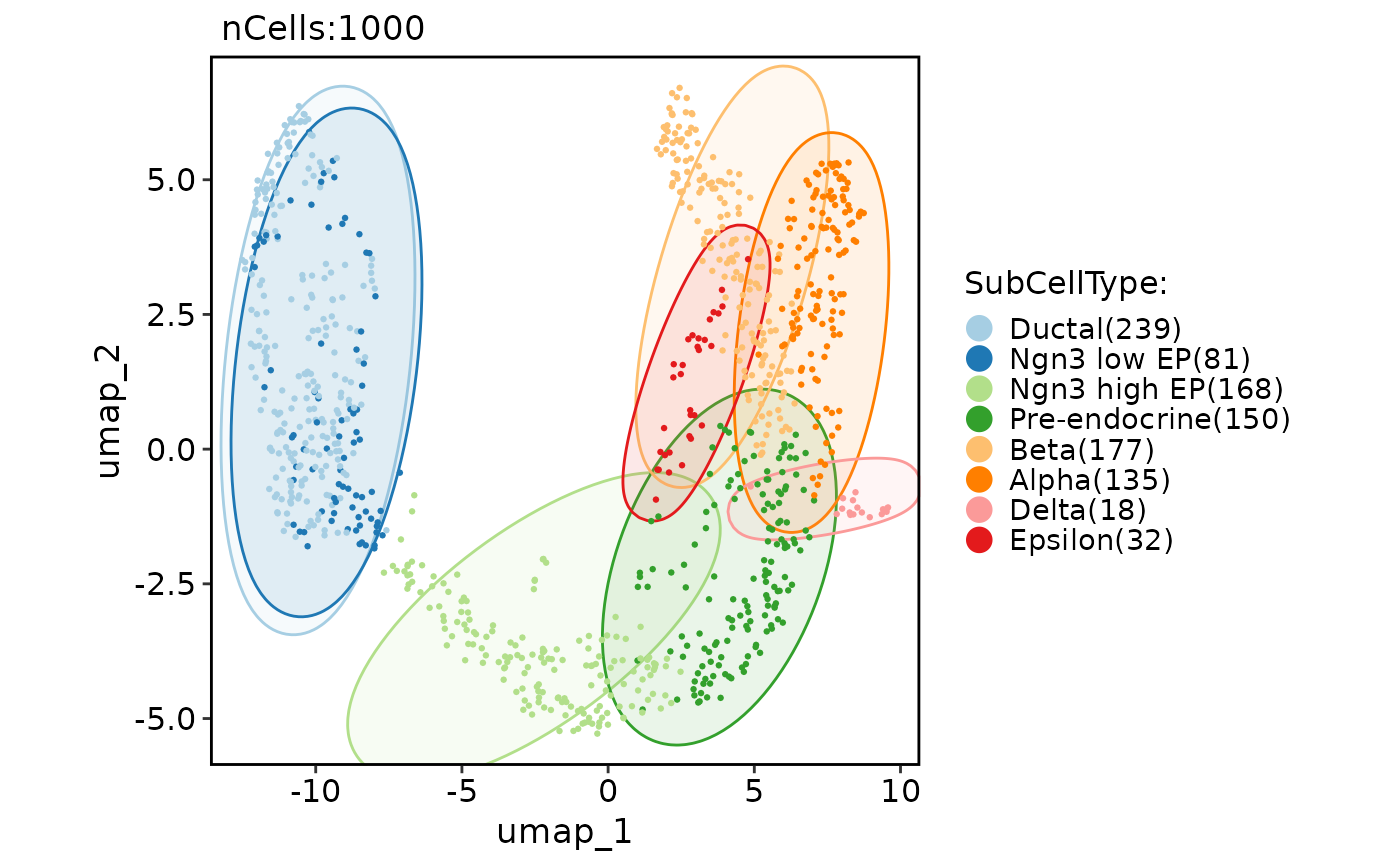 nCells:1000
umap_2
5.0
2.5
0.0
-2.5
-5.0
-10
-5
0
5
10
umap_1
SubCellType:
Ductal(239)
Ngn3 low EP(81)
Ngn3 high EP(168)
Pre-endocrine(150)
Beta(177)
Alpha(135)
Delta(18)
Epsilon(32)